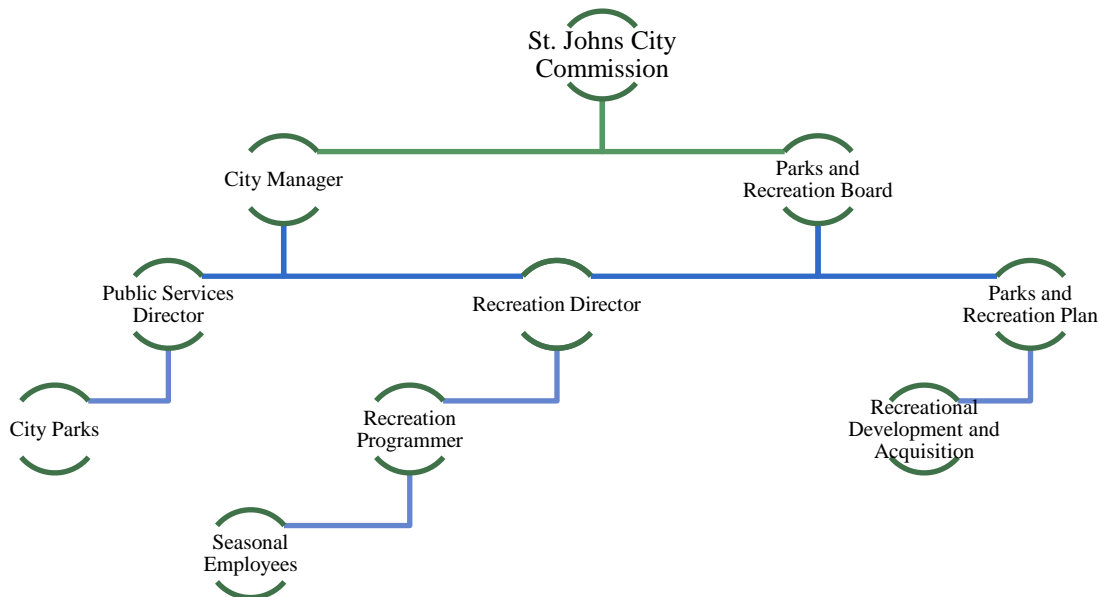 St. Johns City
Commission
City Manager
Parks and
Recreation Board
Public Services
Director
Recreation Director
Parks and
Recreation Plan
City Parks
Recreation
Programmer
Recreational
Development and
Acquisition
Seasonal
Employees